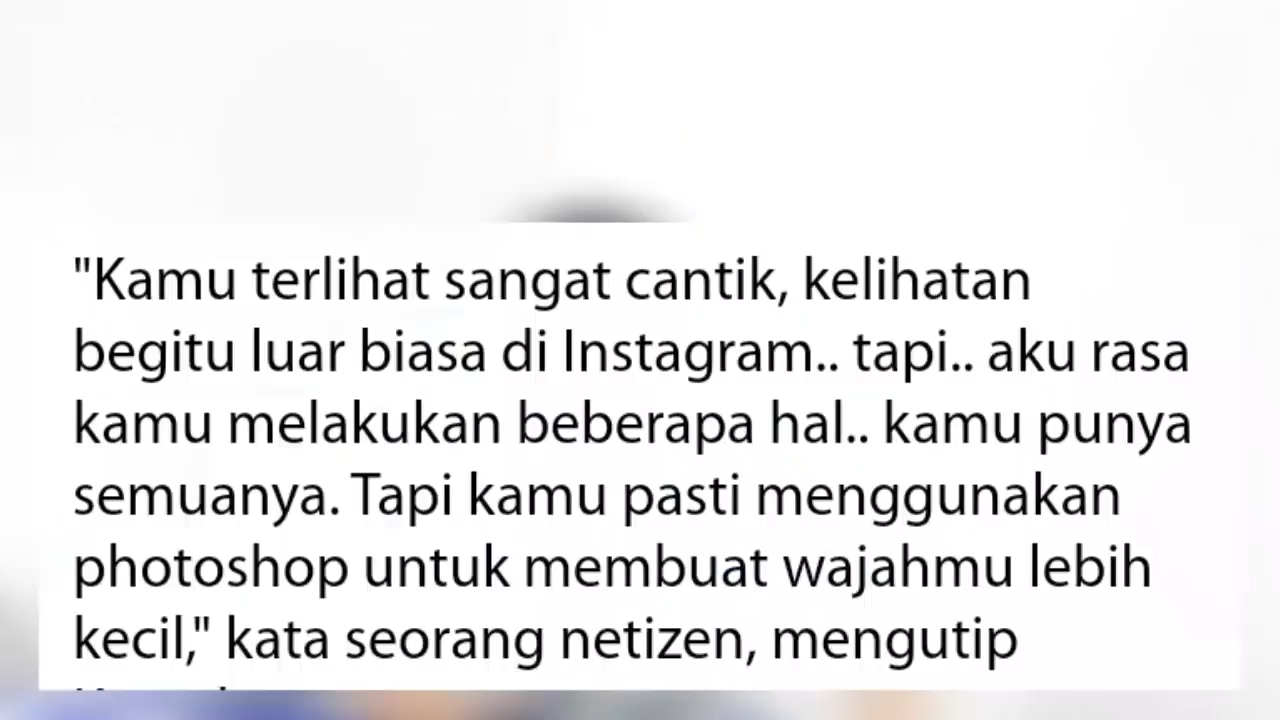 "Kamu terlihat sangat cantik, kelihatan
begitu luar biasa di Instagram.. tapi.. aku rasa
kamu melakukan beberapa hal.. kamu punya
semuanya. Tapi kamu pasti menggunakan
photoshop untuk membuat wajahmu lebih
kecil," kata seorang netizen, mengutip